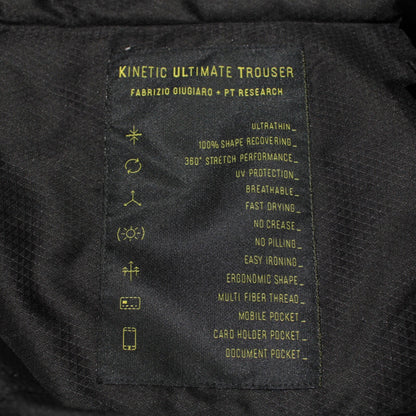 KINETIC ULTIMATE TROUSER
FABRIZIO GIUGIARO + PT RESEARCH
ULTRATHIN_
100% SHAPE RECOVERING_
360° STRETCH PERFORMANCE_
UV PROTECTION_
BREATHABLE_
FAST DRYING_
NO CREASE_
NO PILLING_
EASY IRONING_
ERGONOMIC SHAPE_
MULTI FIBER THREAD_
MOBILE POCKET_
CARD HOLDER POCKET_
DOCUMENT POCKET_